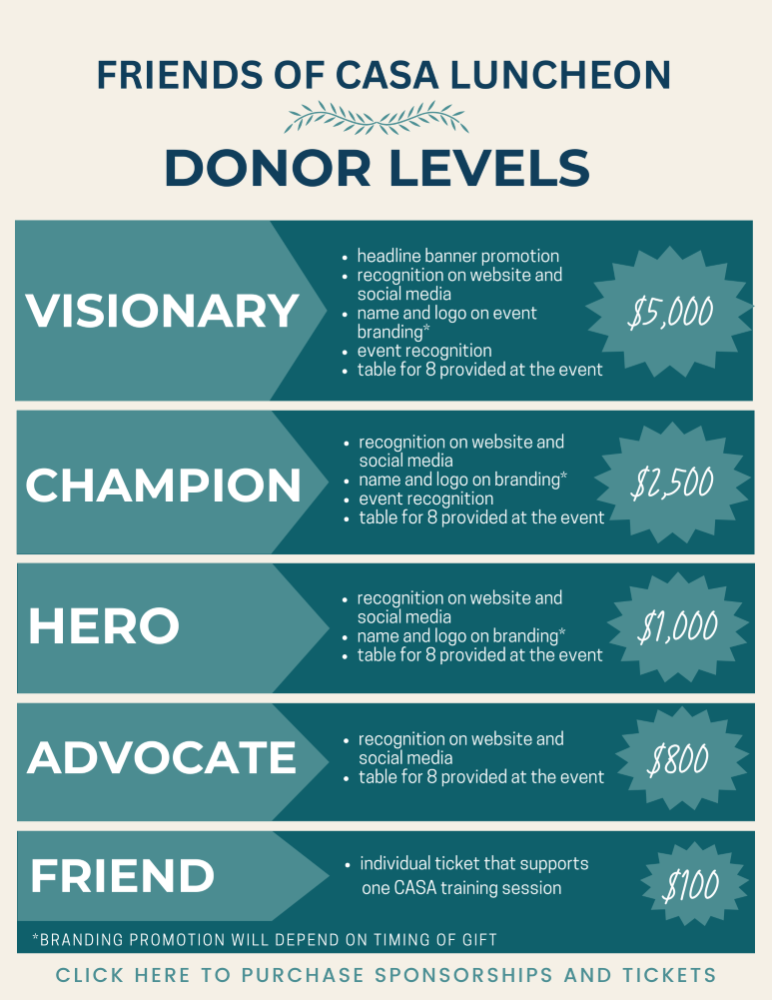 FRIENDS OF CASA LUNCHEON
DONOR LEVELS
VISIONARY
• headline banner promotion
• recognition on website and
social media
• name and logo on event
branding*
• event recognition
• table for 8 provided at the event
$5,000
CHAMPION
• recognition on website and
social media
• name and logo on branding*
• event recognition
• table for 8 provided at the event
$2,500
HERO
• recognition on website and
social media
• name and logo on branding*
• table for 8 provided at the event
$1,000
ADVOCATE
• recognition on website and
social media
• table for 8 provided at the event
$800
FRIEND
• individual ticket that supports
one CASA training session
$100
*BRANDING PROMOTION WILL DEPEND ON TIMING OF GIFT
CLICK HERE TO PURCHASE SPONSORSHIPS AND TICKETS